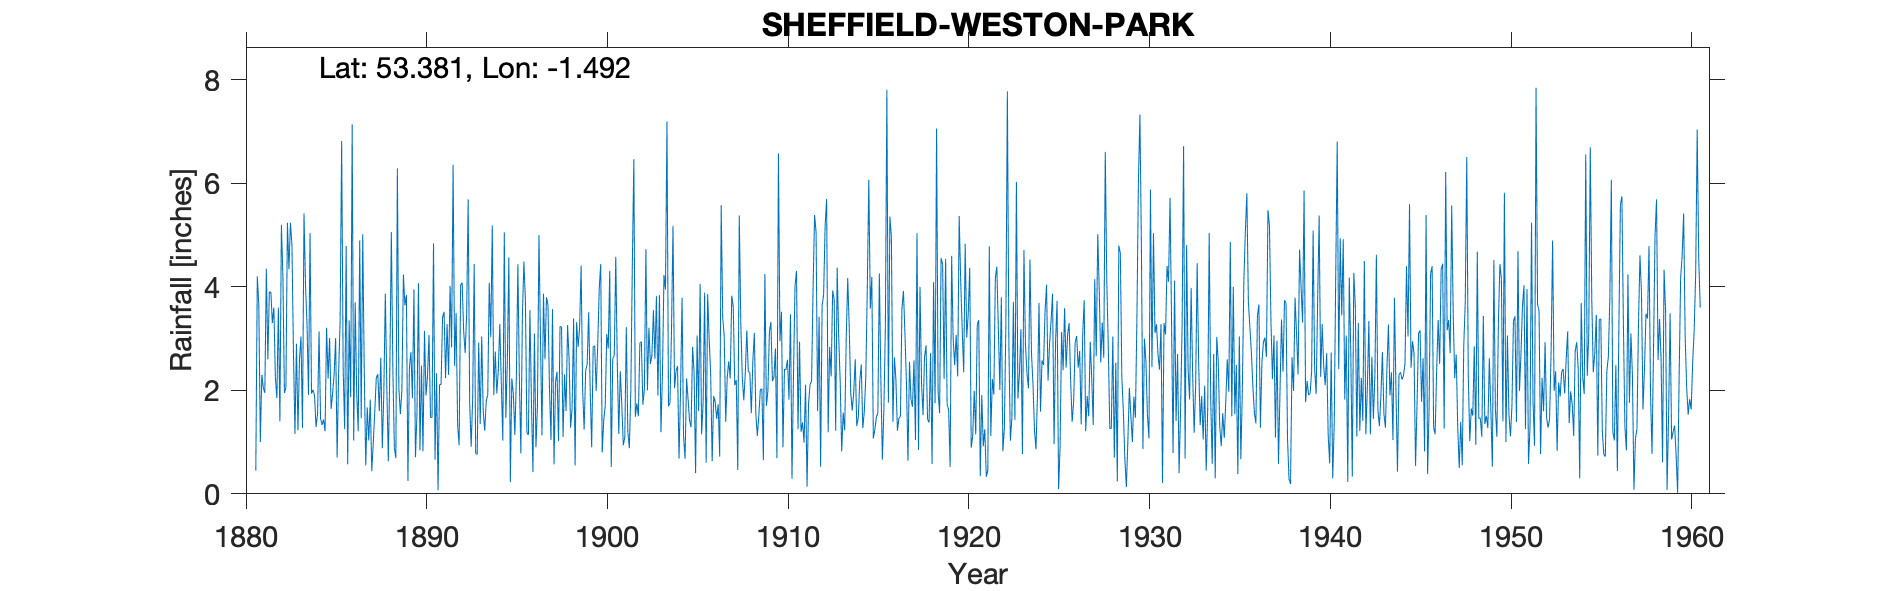 SHEFFIELD-WESTON-PARK
Lat: 53.381, Lon: -1.492
Rainfall [inches]
8
6
4
2
0
1880 1890 1900 1910 1920 1930 1940 1950 1960
Year